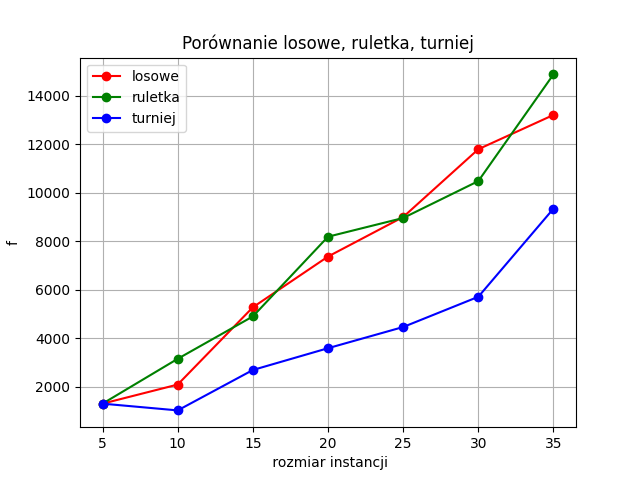 Porównanie losowe, ruletka, turniej
losowe
ruletka
turniej
14000
12000
10000
8000
6000
4000
2000
f
5 10 15 20 25 30 35
rozmiar instancji